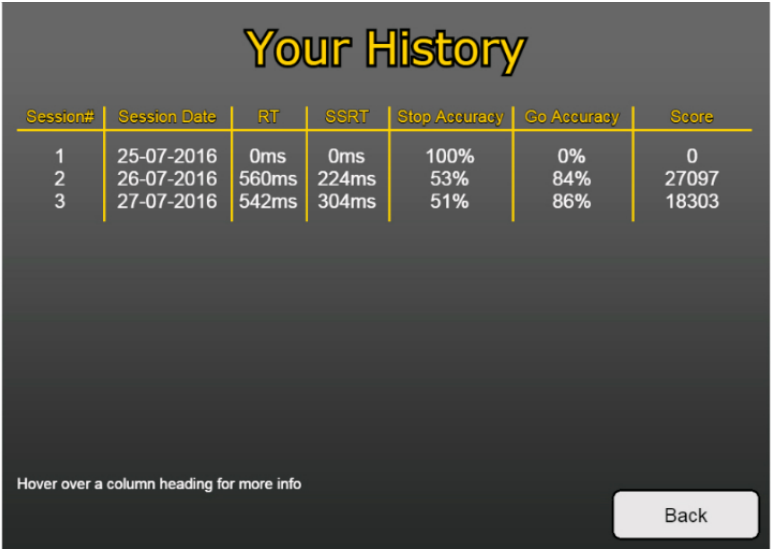 Your History
Session# Session Date RT SSRT Stop Accuracy Go Accuracy Score
1 25-07-2016 0ms 0ms 100% 0% 0
2 26-07-2016 560ms 224ms 53% 84% 27097
3 27-07-2016 542ms 304ms 51% 86% 18303
Hover over a column heading for more info
Back